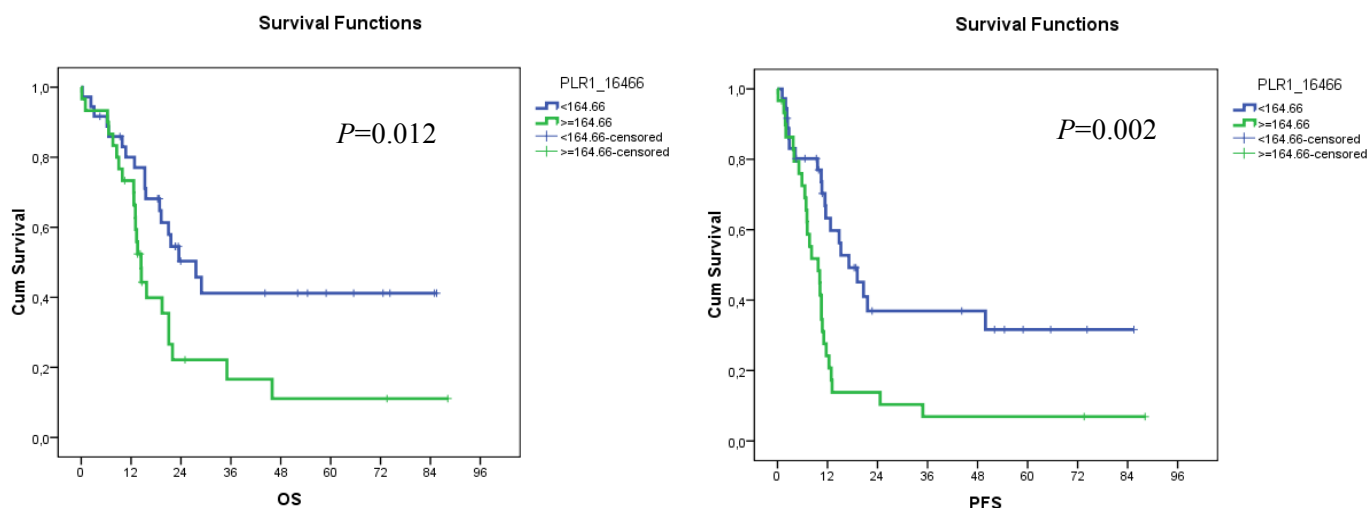 Survival Functions
PLR1_16466
<164.66
>=164.66
<164.66-censored
>=164.66-censored
P=0.012
Cum Survival
1,0
0,8
0,6
0,4
0,2
0,0
0 12 24 36 48 60 72 84 96
OS
Survival Functions
PLR1_16466
<164.66
>=164.66
<164.66-censored
>=164.66-censored
P=0.002
Cum Survival
1,0
0,8
0,6
0,4
0,2
0,0
0 12 24 36 48 60 72 84 96
PFS